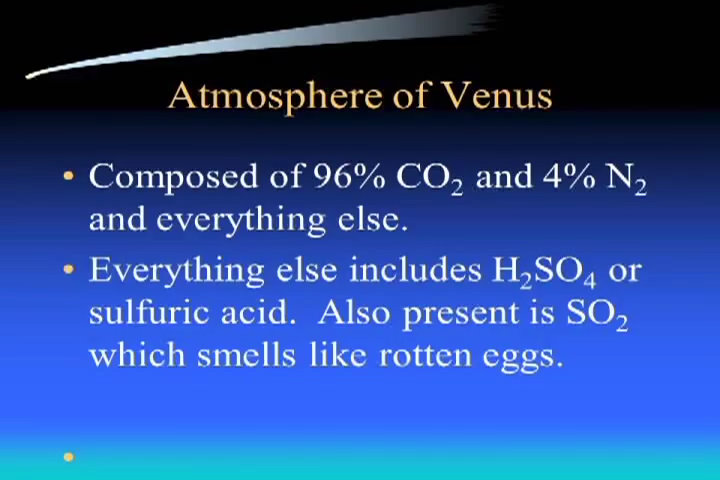 Atmosphere of Venus
• Composed of 96% CO₂ and 4% N₂
and everything else.
• Everything else includes H₂SO₄ or
sulfuric acid.  Also present is SO₂
which smells like rotten eggs.
•